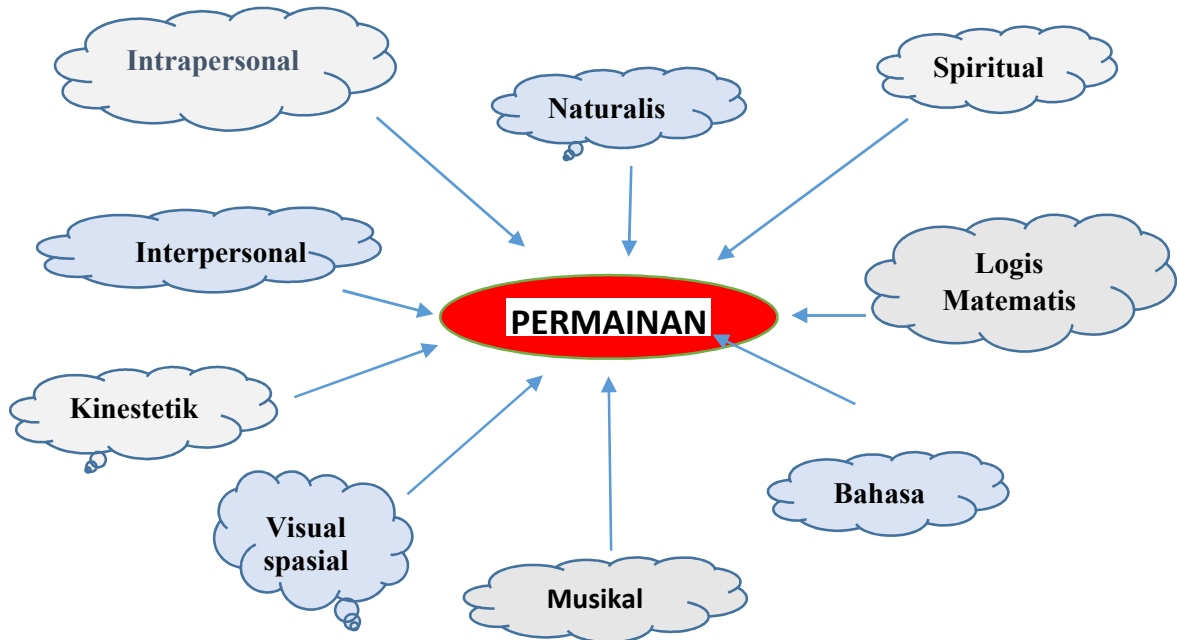 Intrapersonal
Naturalis
Spiritual
Interpersonal
Logis
Matematis
PERMAINAN
Kinestetik
Bahasa
Visual
spasial
Musikal